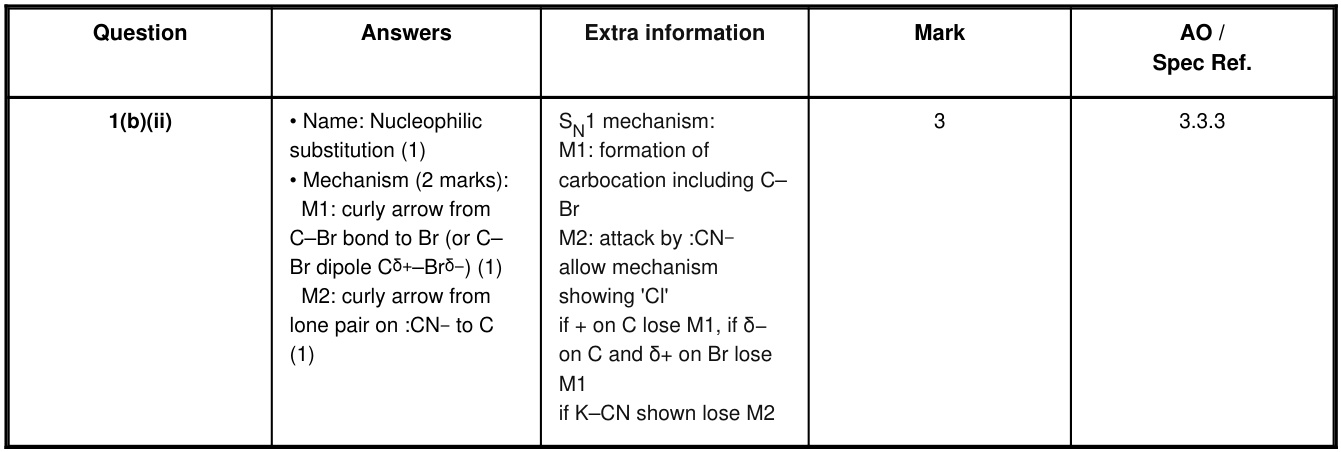 Question Answers Extra information Mark AO /
Spec Ref.
1(b)(ii)
• Name: Nucleophilic
substitution (1)
• Mechanism (2 marks):
M1: curly arrow from
C–Br bond to Br (or C–
Br dipole Cδ+–Brδ−) (1)
M2: curly arrow from
lone pair on :CN− to C
(1)
SN1 mechanism:
M1: formation of
carbocation including C–
Br
M2: attack by :CN−
allow mechanism
showing 'Cl'
if + on C lose M1, if δ−
on C and δ+ on Br lose
M1
if K–CN shown lose M2
3
3.3.3